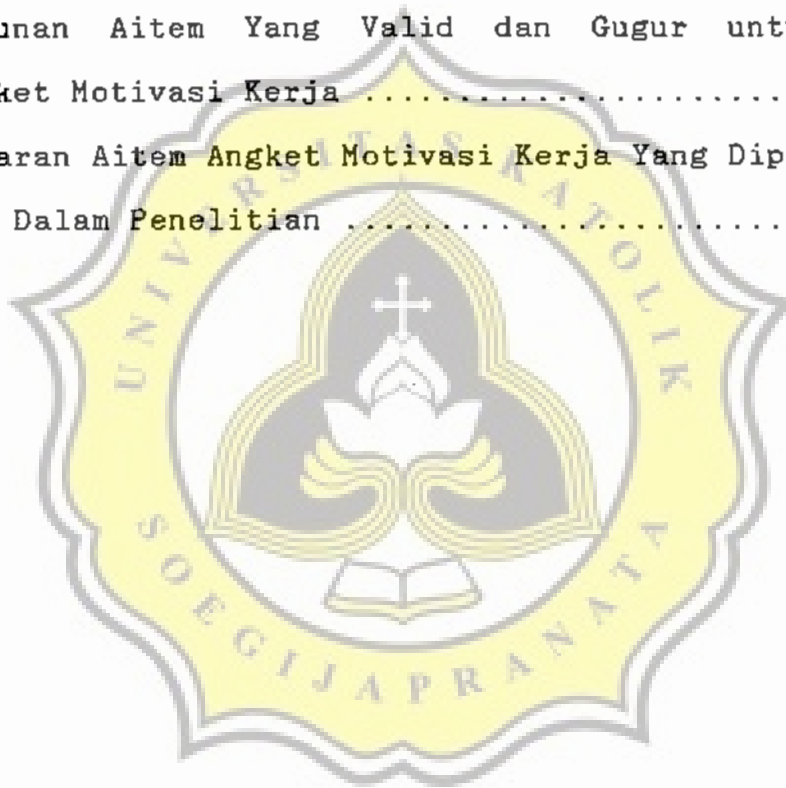 unan Aitem Yang Valid dan Gugur unt
ket Motivasi Kerja ......................
aran Aitem Angket Motivasi Kerja Yang Dip
Dalam Penelitian ......................
UNIVERSITAS KATOLIK
SOEGIJAPRANATA